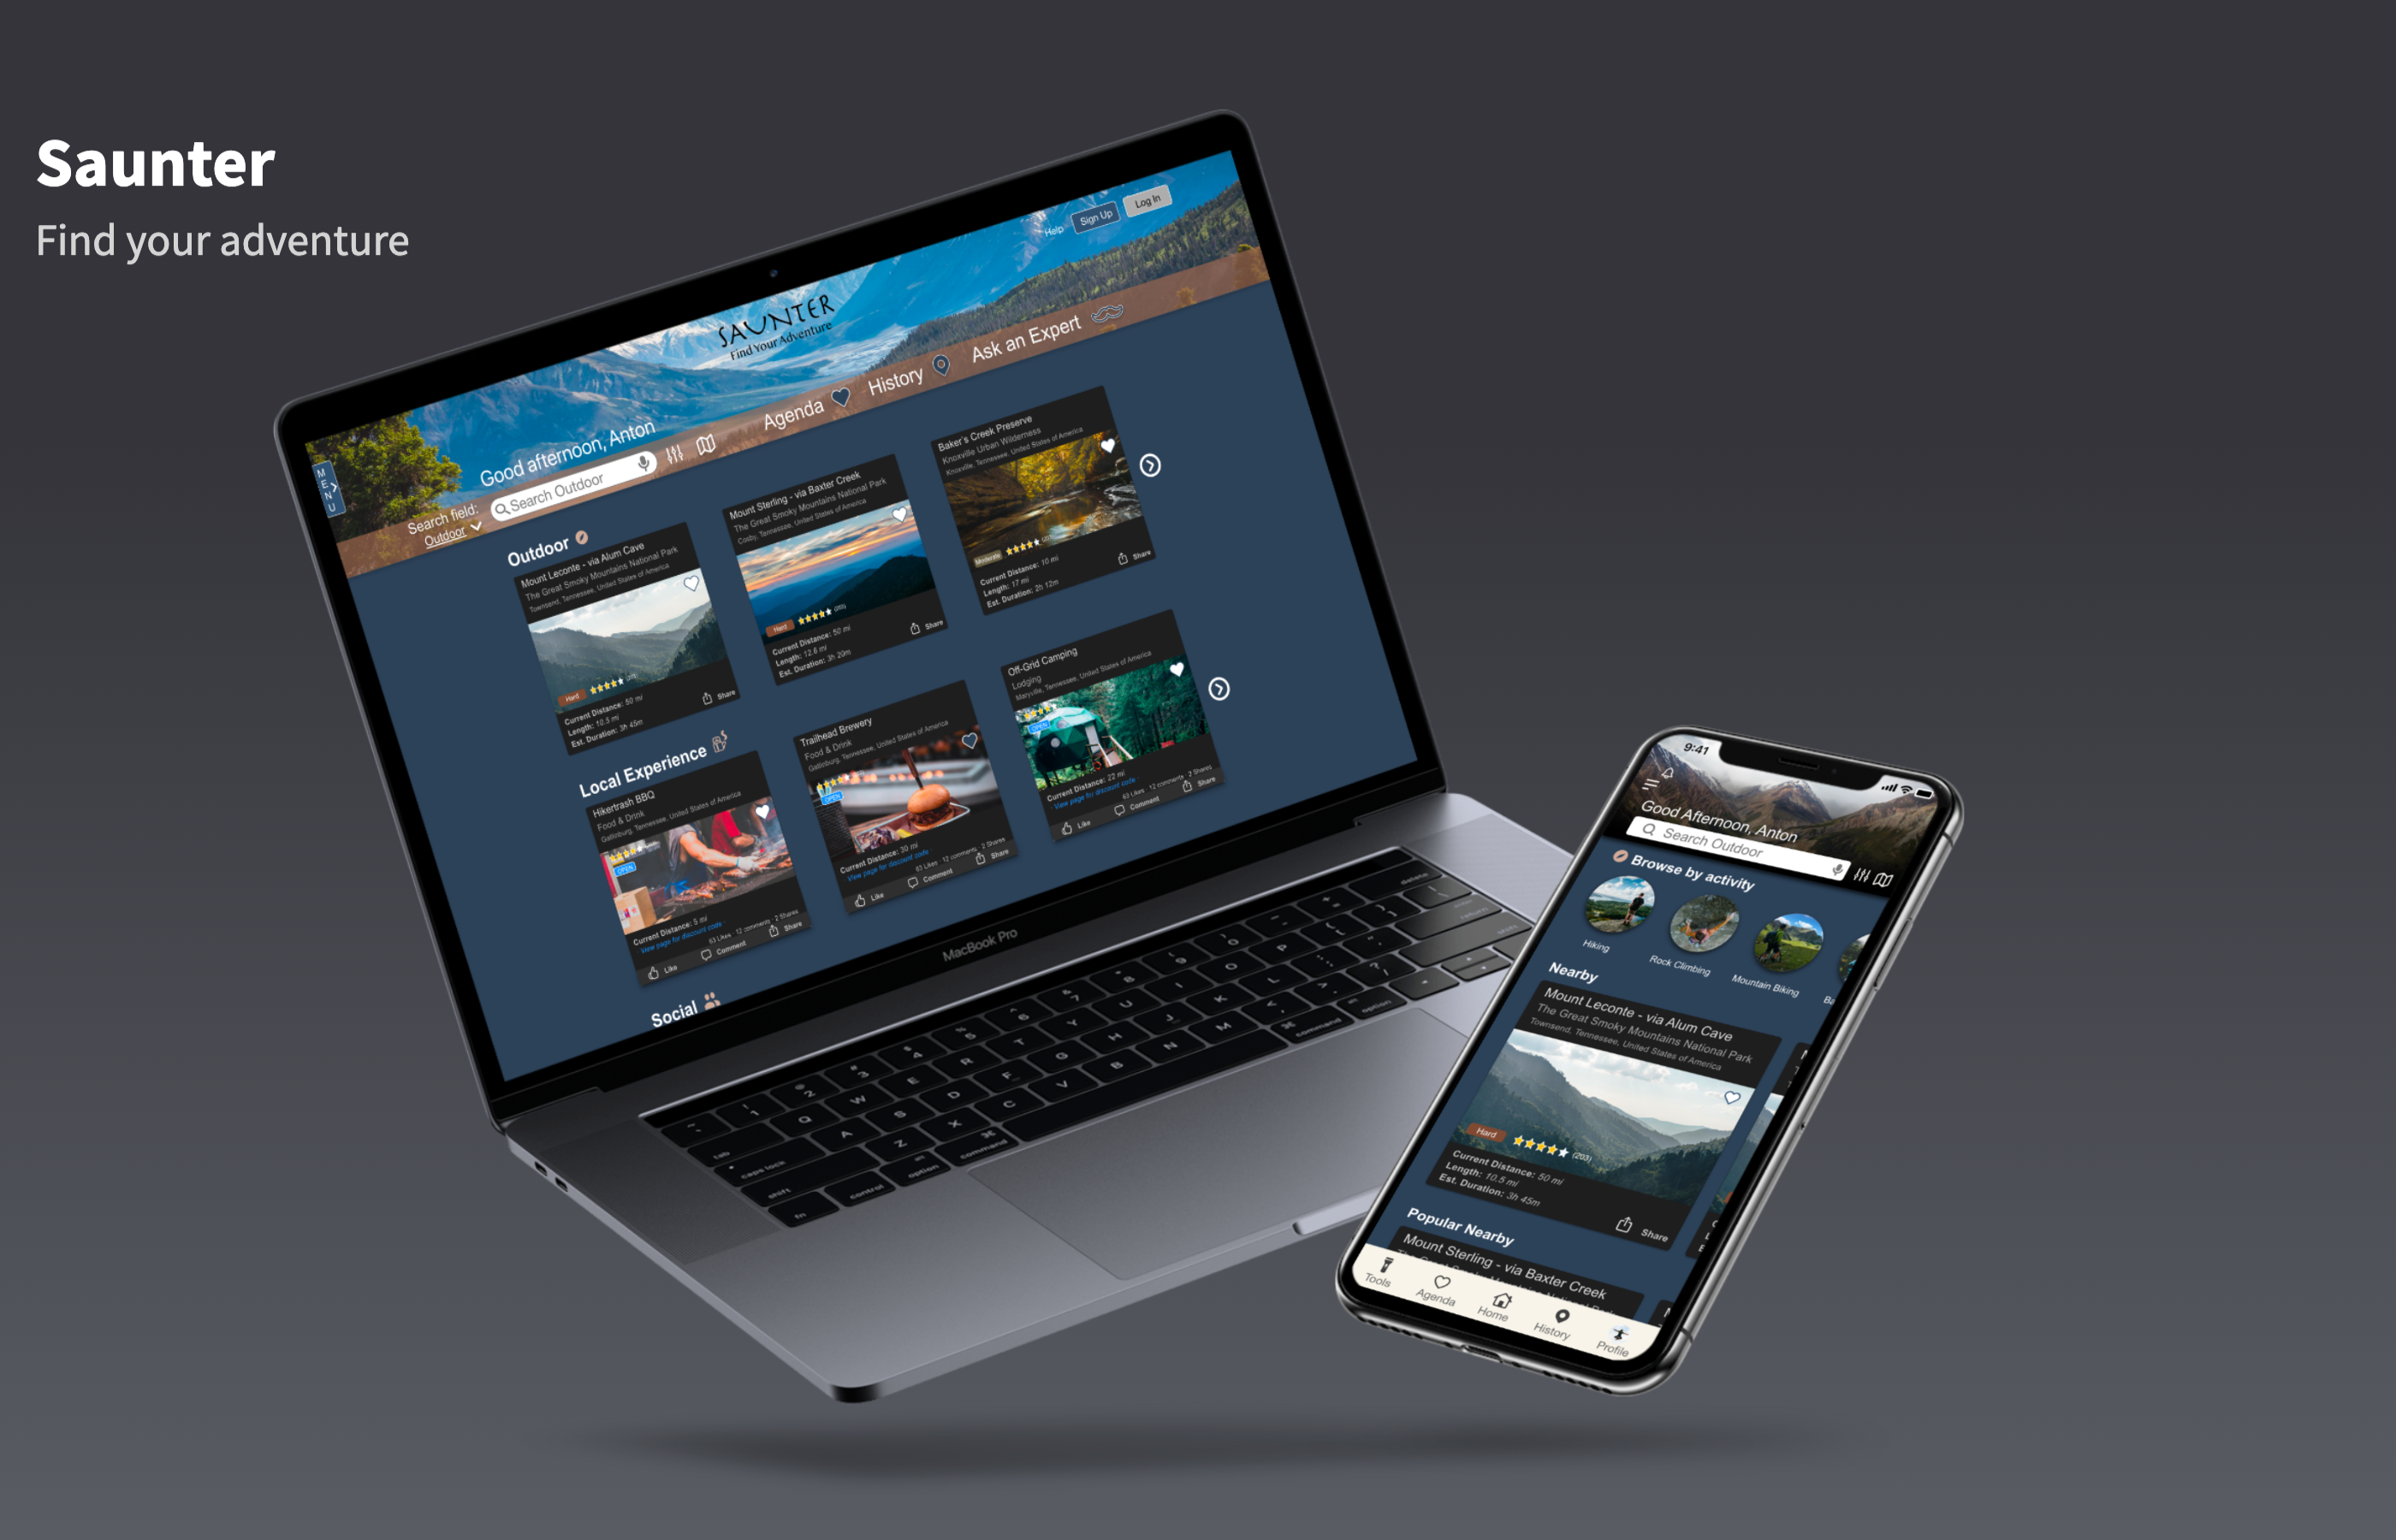 Saunter
Find your adventure
Help
Sign Up
Log In
SAUNTER
Find Your Adventure
MENU
Good afternoon, Anton
Search field:
Outdoor
Search Outdoor
Agenda
History
Ask an Expert
Outdoor
Mount Leconte - via Alum Cave
The Great Smoky Mountains National Park
Townsend, Tennessee, United States of America
Hard
Current Distance: 50 mi
Length: 10.5 mi
Est. Duration: 3h 45m
Share
Mount Sterling - via Baxter Creek
The Great Smoky Mountains National Park
Cosby, Tennessee, United States of America
Hard
Current Distance: 50 mi
Length: 12.6 mi
Est. Duration: 3h 20m
Share
Baker's Creek Preserve
Knoxville Urban Wilderness
Knoxville, Tennessee, United States of America
Moderate
Current Distance: 10 mi
Length: 17 mi
Est. Duration: 2h 12m
Share
Local Experience
Hikertrash BBQ
Food & Drink
Gatlinburg, Tennessee, United States of America
OPEN
Current Distance: 5 mi
View page for discount code
63 Likes · 12 comments · 2 Shares
Like
Comment
Share
Trailhead Brewery
Food & Drink
Gatlinburg, Tennessee, United States of America
OPEN
Current Distance: 30 mi
View page for discount code
61 Likes · 12 comments · 2 Shares
Like
Comment
Share
Off-Grid Camping
Lodging
Maryville, Tennessee, United States of America
OPEN
Current Distance: 22 mi
View page for discount code
63 Likes · 12 comments · 2 Shares
Like
Comment
Share
Social
MacBook Pro
delete
tab
Q W E R T Y U I O P
caps lock
A S D F G H J K L
shift
Z X C V B N M
fn
control
option
command
command
option
9:41
Good Afternoon, Anton
Search Outdoor
Browse by activity
Hiking
Rock Climbing
Mountain Biking
Ba
Nearby
Mount Leconte - via Alum Cave
The Great Smoky Mountains National Park
Townsend, Tennessee, United States of America
Hard
(203)
Current Distance: 50 mi
Length: 10.5 mi
Est. Duration: 3h 45m
Share
Popular Nearby
Mount Sterling - via Baxter Creek
Tools
Agenda
Home
History
Profile